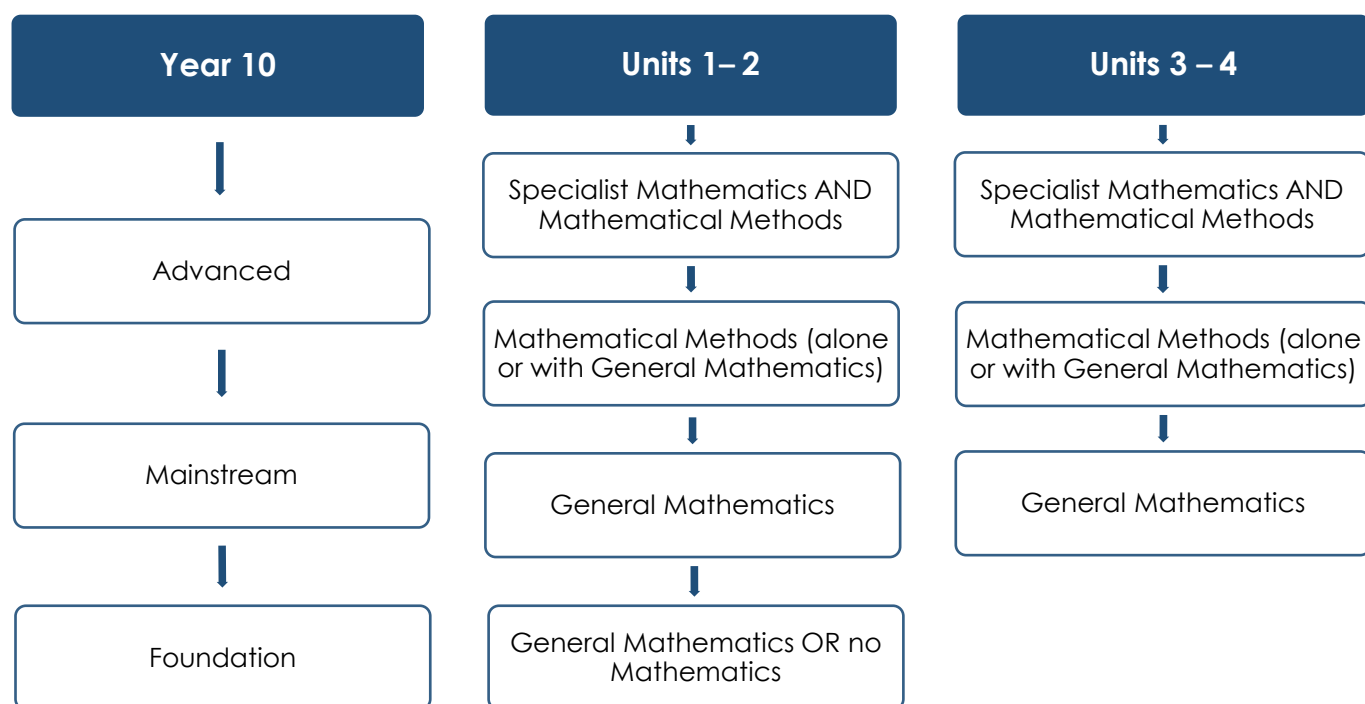 Year 10
Advanced
Mainstream
Foundation
Units 1– 2
Specialist Mathematics AND
Mathematical Methods
Mathematical Methods (alone
or with General Mathematics)
General Mathematics
General Mathematics OR no
Mathematics
Units 3 – 4
Specialist Mathematics AND
Mathematical Methods
Mathematical Methods (alone
or with General Mathematics)
General Mathematics